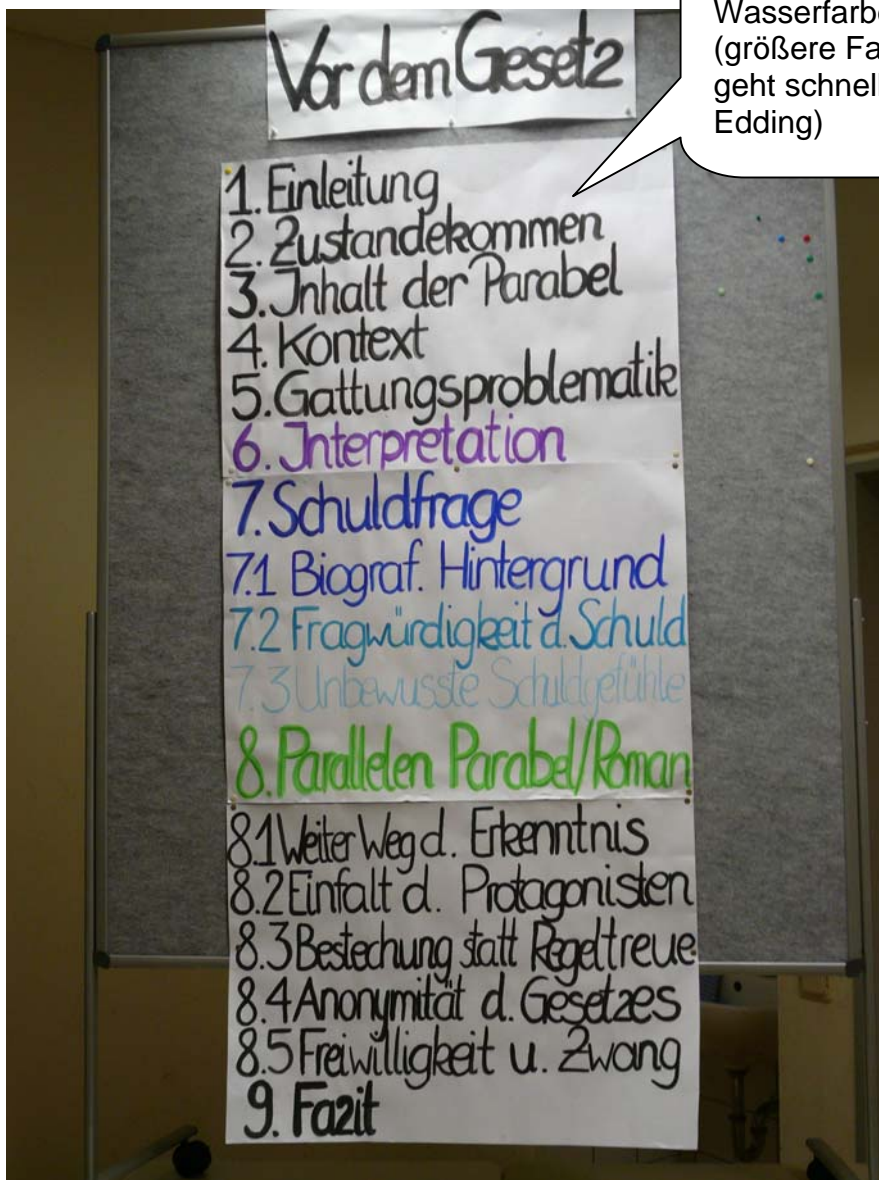 Vor dem Gesetz
Wasserfarbe
(größere Fa
geht schnell
Edding)
1. Einleitung
2. Zustandekommen
3. Inhalt der Parabel
4. Kontext
5. Gattungsproblematik
6. Interpretation
7. Schuldfrage
7.1 Biograf. Hintergrund
7.2 Fragwürdigkeit d. Schuld
7.3 Unbewusste Schuldgefühle
8. Parallelen Parabel/Roman
8.1 Weiter Weg d. Erkenntnis
8.2 Einfalt d. Protagonisten
8.3 Bestechung statt Regeltreue
8.4 Anonymität d. Gesetzes
8.5 Freiwilligkeit u. Zwang
9. Fazit